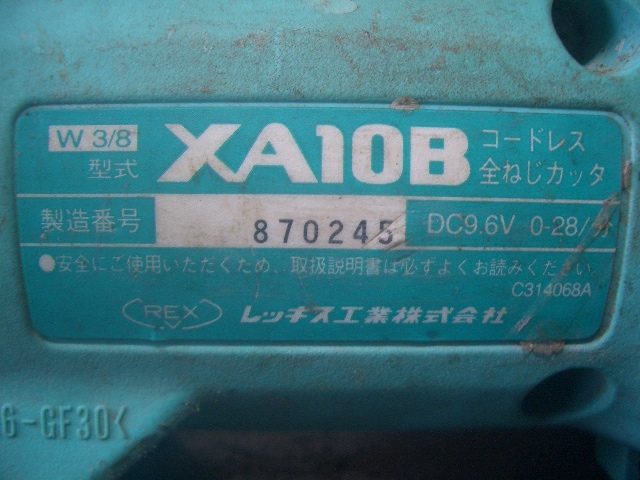 W 3/8
型式 XA10B コードレス
全ねじカッタ
製造番号 870245 DC9.6V 0-28/分
●安全にご使用いただくため、取扱説明書は必ずよくお読みください。
C314068A
REX レッキス工業株式会社
6-GF30<